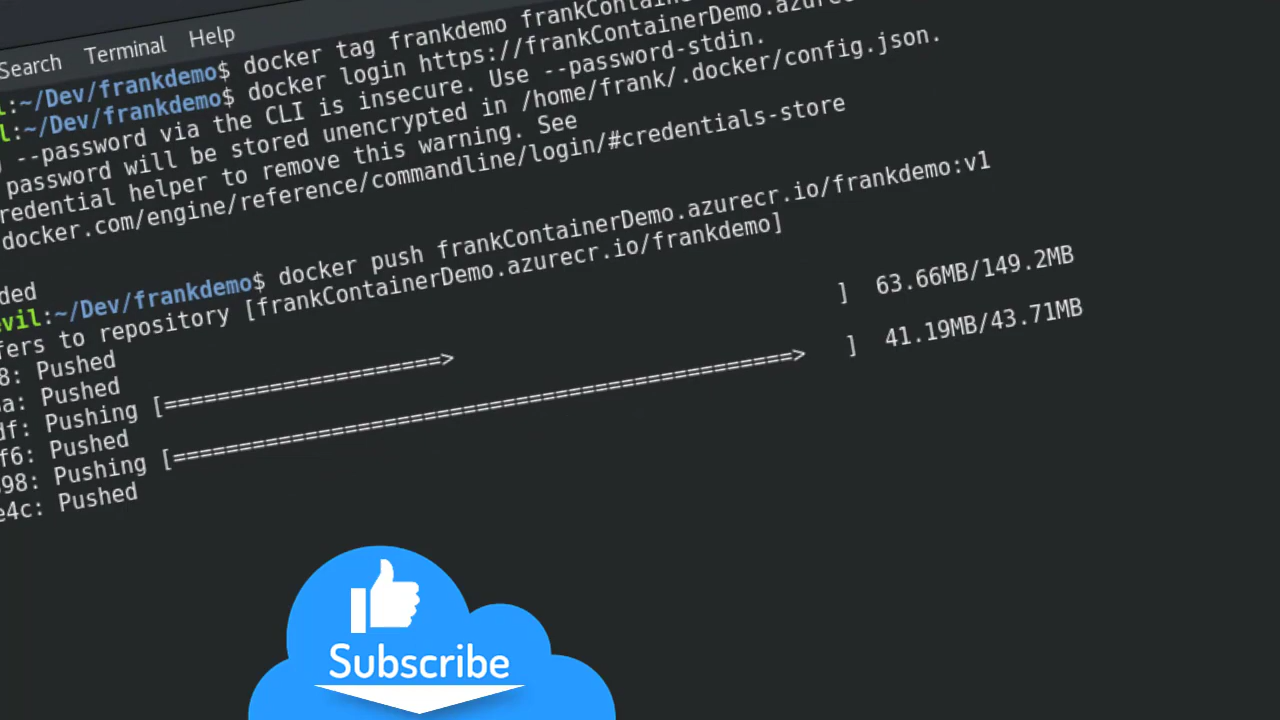 Search Terminal Help
:~/Dev/frankdemo$ docker tag frankdemo
:~/Dev/frankdemo$ docker login https://frankContainerDemo.azurec
--password via the CLI is insecure. Use --password-stdin.
password will be stored unencrypted in /home/frank/.docker/config.json.
redential helper to remove this warning. See
docker.com/engine/reference/commandline/login/#credentials-store
ded
vil:~/Dev/frankdemo$ docker push frankContainerDemo.azurecr.io/frankdemo:v1
fers to repository [frankContainerDemo.azurecr.io/frankdemo]
8: Pushed
a: Pushed
df: Pushing [=====================> ] 63.66MB/149.2MB
f6: Pushed
98: Pushing [===============================================> ] 41.19MB/43.71MB
e4c: Pushed
Subscribe